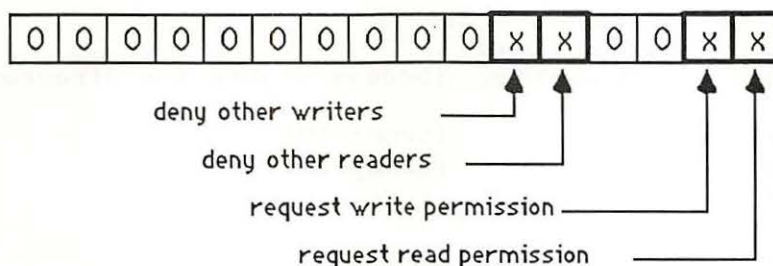 0 0 0 0 0 0 0 0 0 0 x x 0 0 x x
deny other writers
deny other readers
request write permission
request read permission